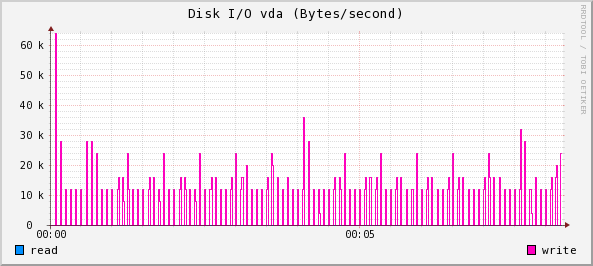 Disk I/O vda (Bytes/second)
RRDTOOL / TOBI OETIKER
60 k
50 k
40 k
30 k
20 k
10 k
0
00:00 00:05
read write